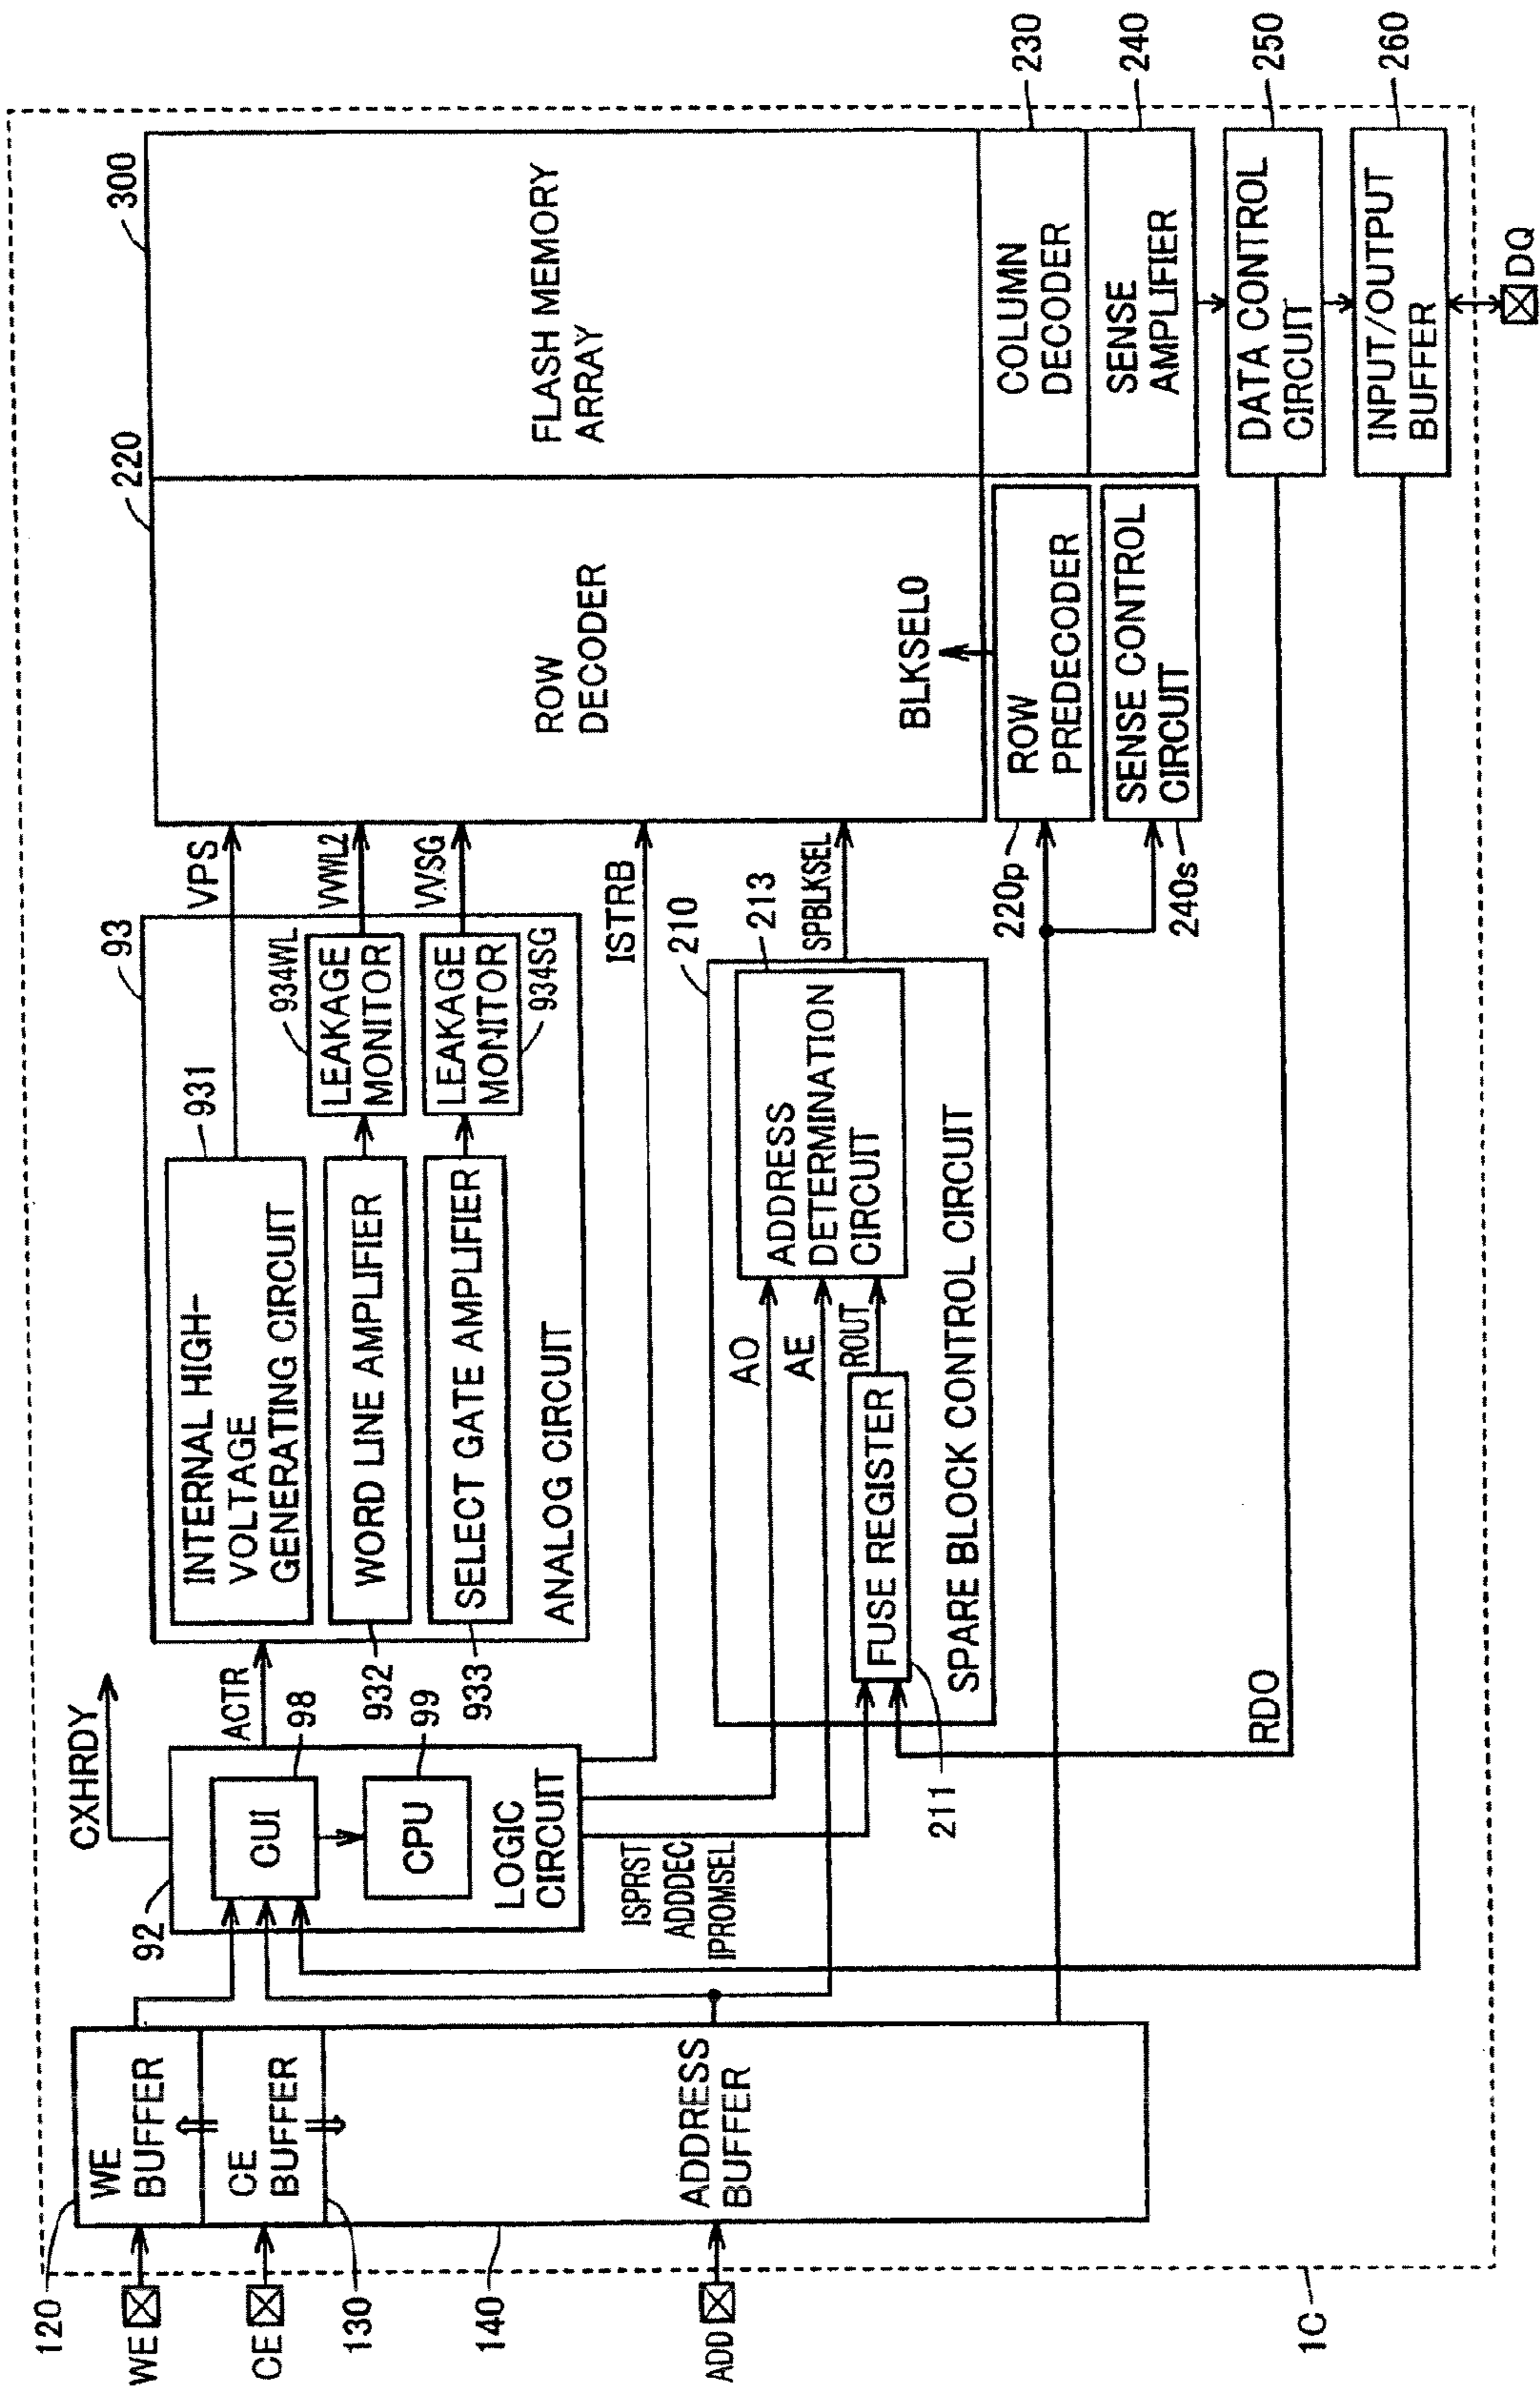 300
220
230
240
250
260
FLASH MEMORY
ARRAY
COLUMN
DECODER
SENSE
AMPLIFIER
DATA CONTROL
CIRCUIT
INPUT/OUTPUT
BUFFER
DQ
ROW
DECODER
BLKSEL0
ROW
PREDECODER
SENSE CONTROL
CIRCUIT
220p
240s
VPS
VVWL2
VVSG
ISTRB
SPBLKSEL
93
931
934WL
LEAKAGE
MONITOR
LEAKAGE
MONITOR
934SG
INTERNAL HIGH-
VOLTAGE
GENERATING CIRCUIT
WORD LINE AMPLIFIER
SELECT GATE AMPLIFIER
ANALOG CIRCUIT
932
933
210
213
ADDRESS
DETERMINATION
CIRCUIT
AO
AE
ROUT
FUSE REGISTER
SPARE BLOCK CONTROL CIRCUIT
211
RDO
CXHRDY
ACTR
98
99
CUI
CPU
LOGIC
CIRCUIT
92
ISPRST
ADDDEC
IPROMSEL
WE
BUFFER
CE
BUFFER
ADDRESS
BUFFER
120
WE
CE
130
140
ADD
1C